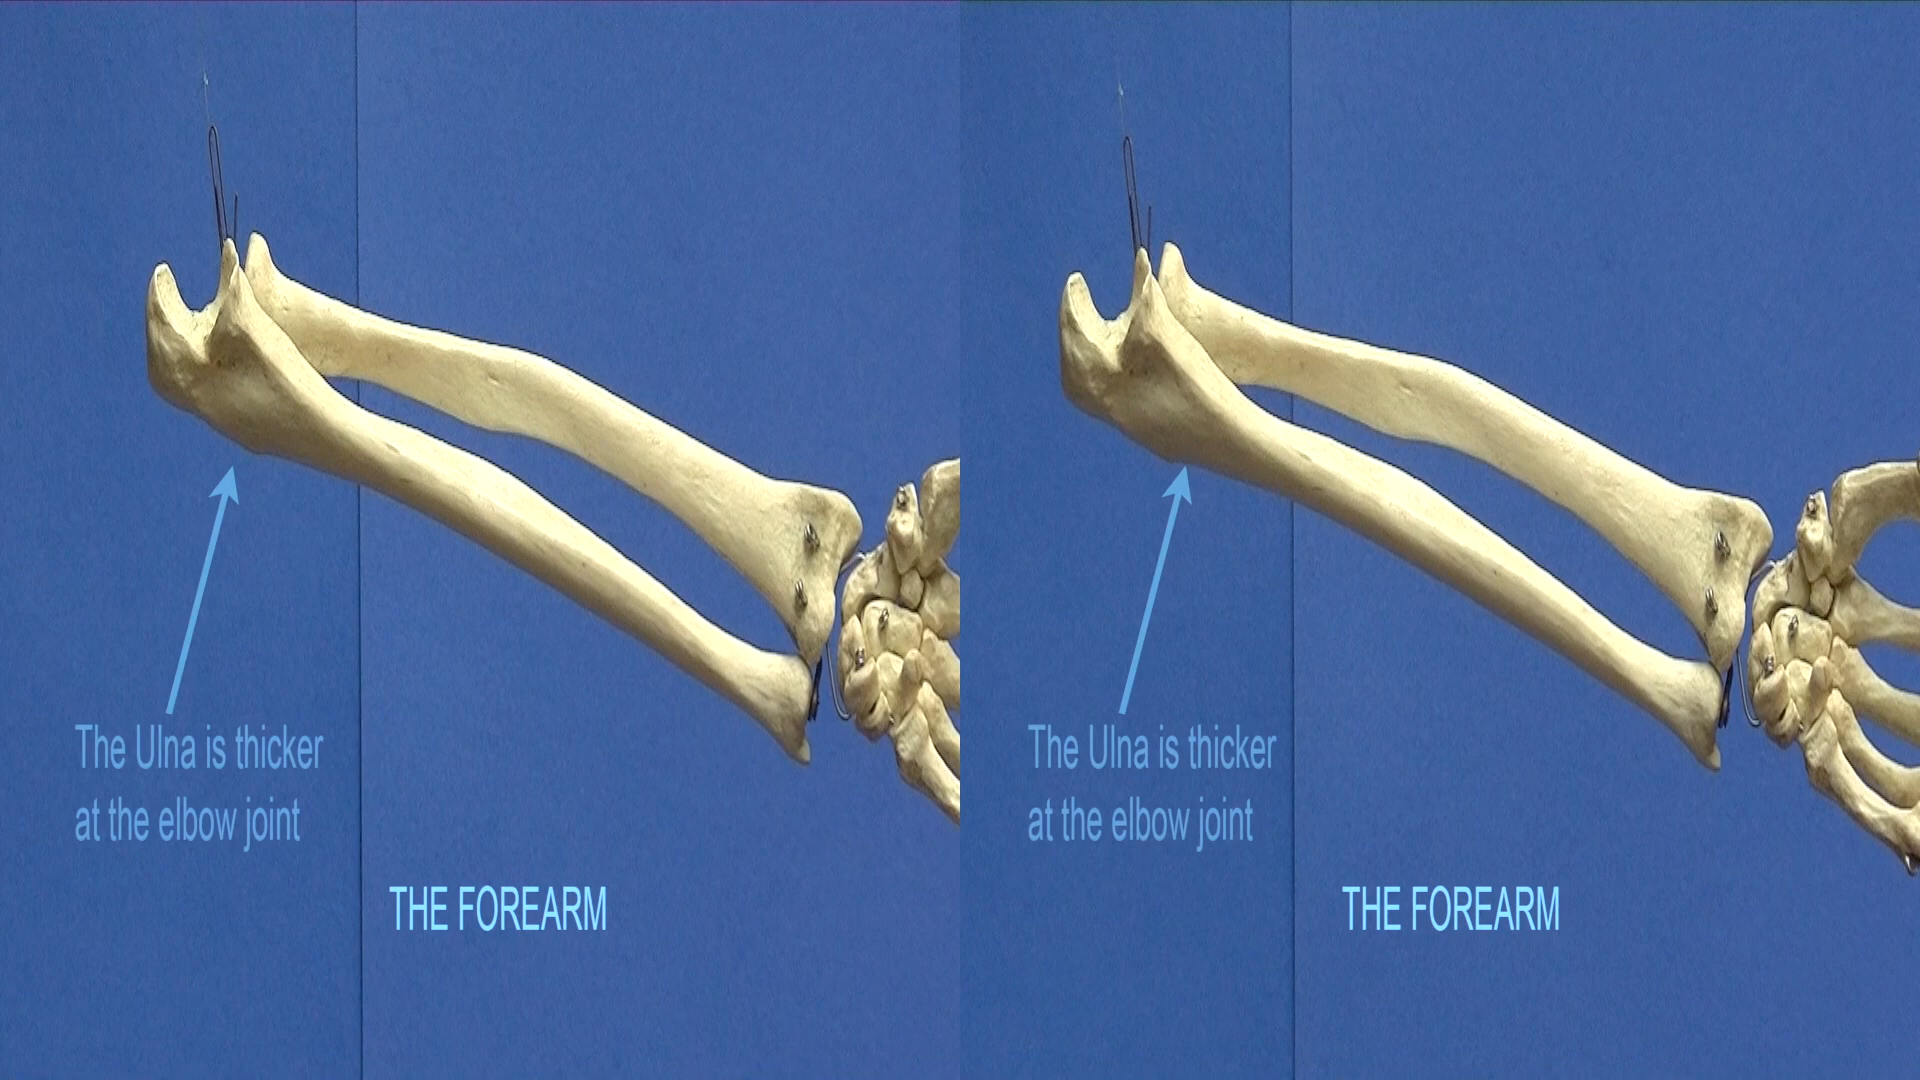 The Ulna is thicker
at the elbow joint
THE FOREARM
The Ulna is thicker
at the elbow joint
THE FOREARM